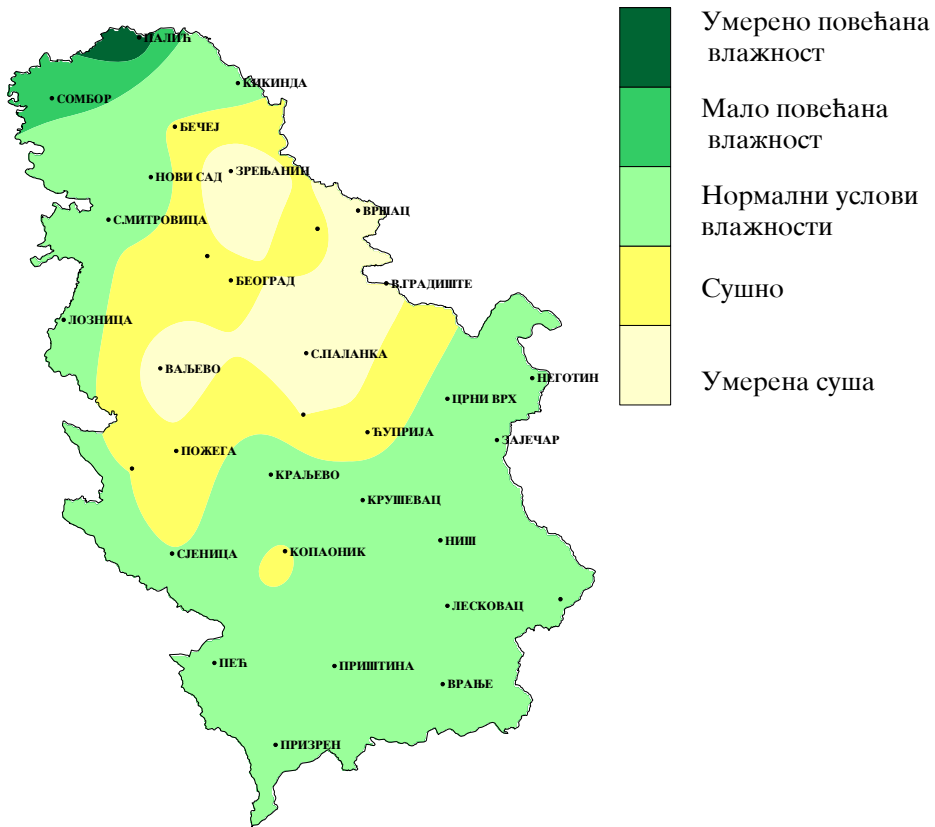 ПАЛИЋ
КИКИНДА
СОМБОР
БЕЧЕЈ
ЗРЕЊАНИН
НОВИ САД
ВРШАЦ
С.МИТРОВИЦА
БЕОГРАД
В.ГРАДИШТЕ
ЛОЗНИЦА
С.ПАЛАНКА
ВАЉЕВО
НЕГОТИН
ЦРНИ ВРХ
ЋУПРИЈА
ЗАЈЕЧАР
ПОЖЕГА
КРАЉЕВО
КРУШЕВАЦ
НИШ
СЈЕНИЦА
КОПАОНИК
ЛЕСКОВАЦ
ПЕЋ
ПРИШТИНА
ВРАЊЕ
ПРИЗРЕН
Умерено повећана
влажност
Мало повећана
влажност
Нормални услови
влажности
Сушно
Умерена суша